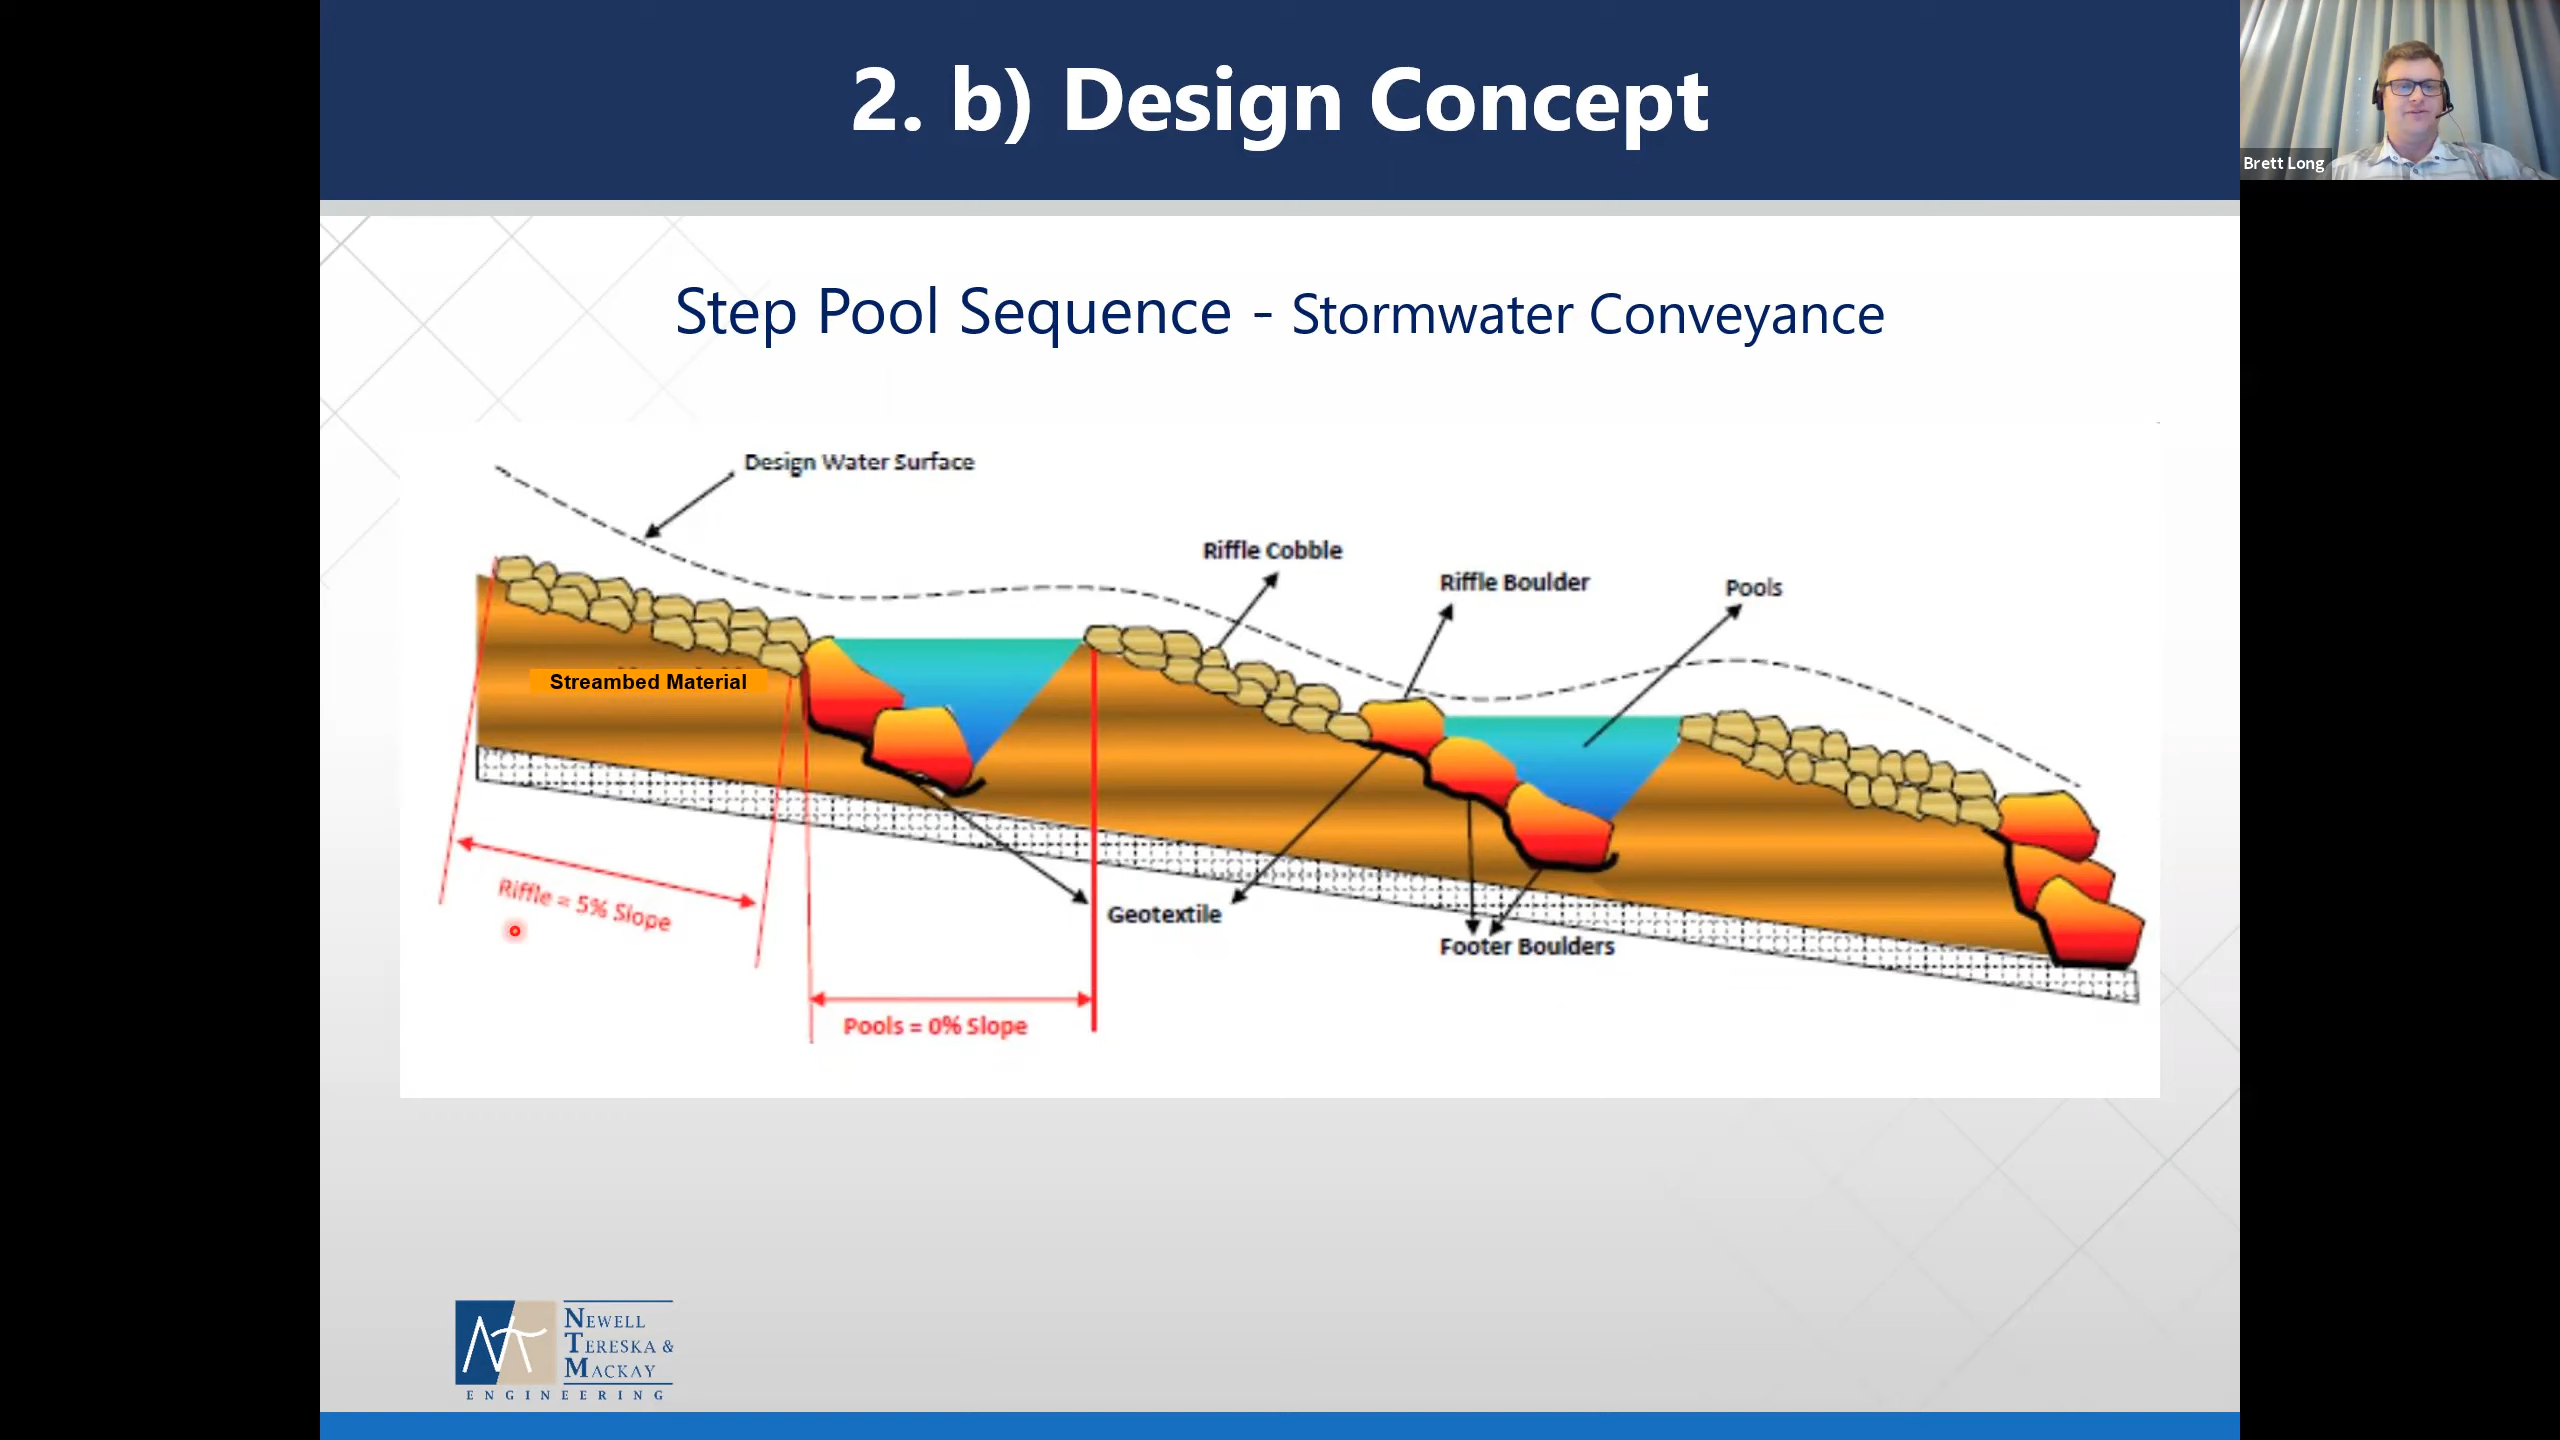 2. b) Design Concept
Brett Long
Step Pool Sequence - Stormwater Conveyance
Design Water Surface
Riffle Cobble
Riffle Boulder
Pools
Streambed Material
Riffle = 5% Slope
Geotextile
Footer Boulders
Pools = 0% Slope
NEWELL
TERESKA &
MACKAY
ENGINEERING